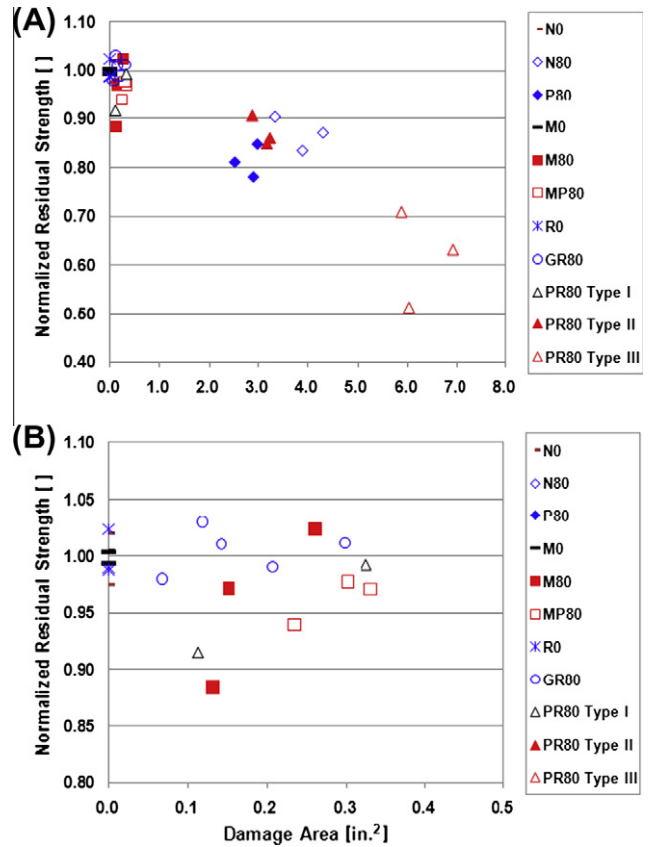 (A)
Normalized Residual Strength [ ]
1.10
1.00
0.90
0.80
0.70
0.60
0.50
0.40
0.0 1.0 2.0 3.0 4.0 5.0 6.0 7.0 8.0
N0
N80
P80
M0
M80
MP80
R0
GR80
PR80 Type I
PR80 Type II
PR80 Type III
(B)
Normalized Residual Strength [ ]
1.10
1.05
1.00
0.95
0.90
0.85
0.80
0.0 0.1 0.2 0.3 0.4 0.5
Damage Area [in.²]
N0
N80
P80
M0
M80
MP80
R0
GR00
PR80 Type I
PR80 Type II
PR80 Type III